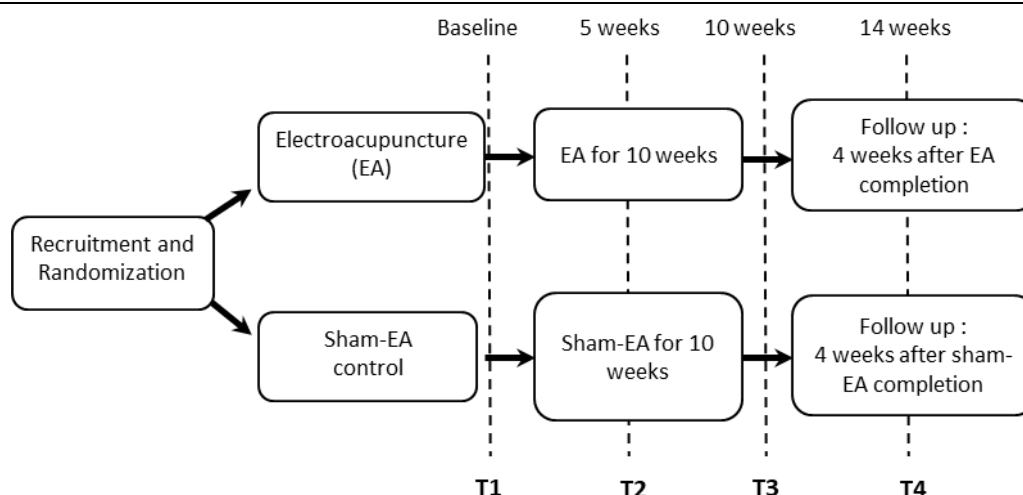 Baseline
5 weeks
10 weeks
14 weeks
Electroacupuncture
(EA)
EA for 10 weeks
Follow up :
4 weeks after EA
completion
Recruitment and
Randomization
Sham-EA
control
Sham-EA for 10
weeks
Follow up :
4 weeks after sham-
EA completion
T1
T2
T3
T4